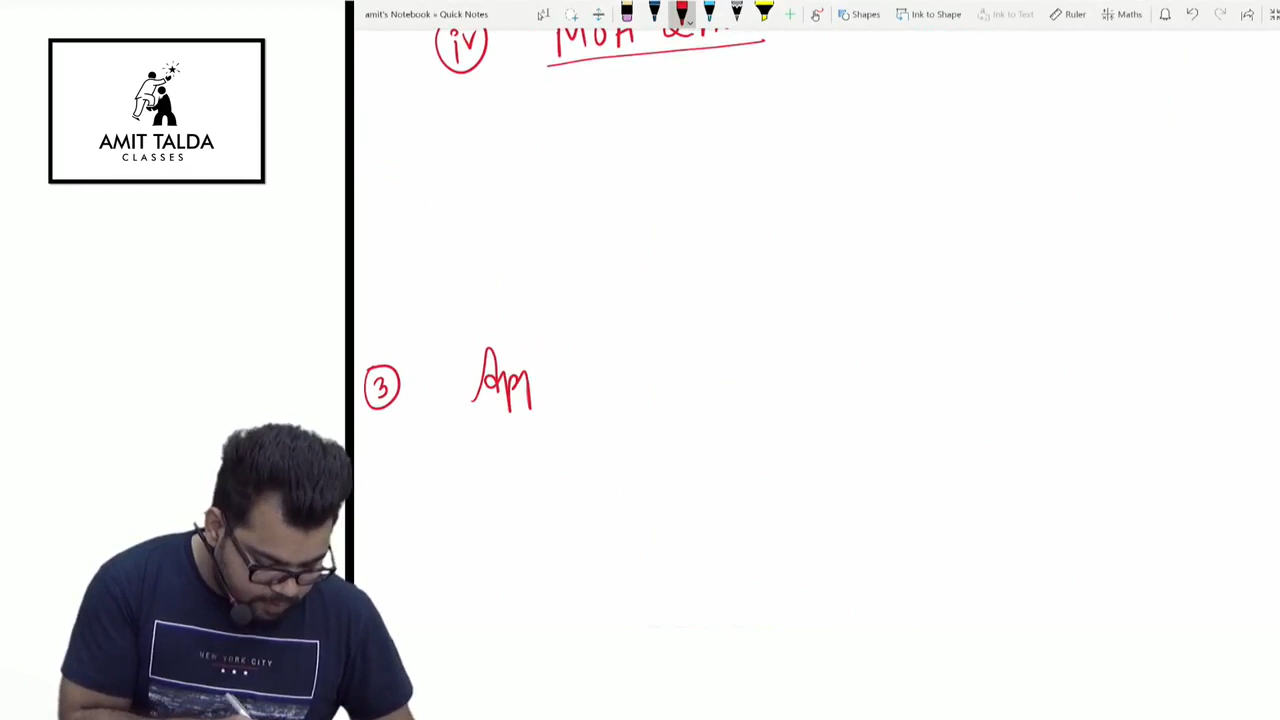 amit's Notebook » Quick Notes
Shapes
Ink to Shape
Ink to Text
Ruler
Maths
iv
AMIT TALDA
CLASSES
3 App
NEW YORK CITY